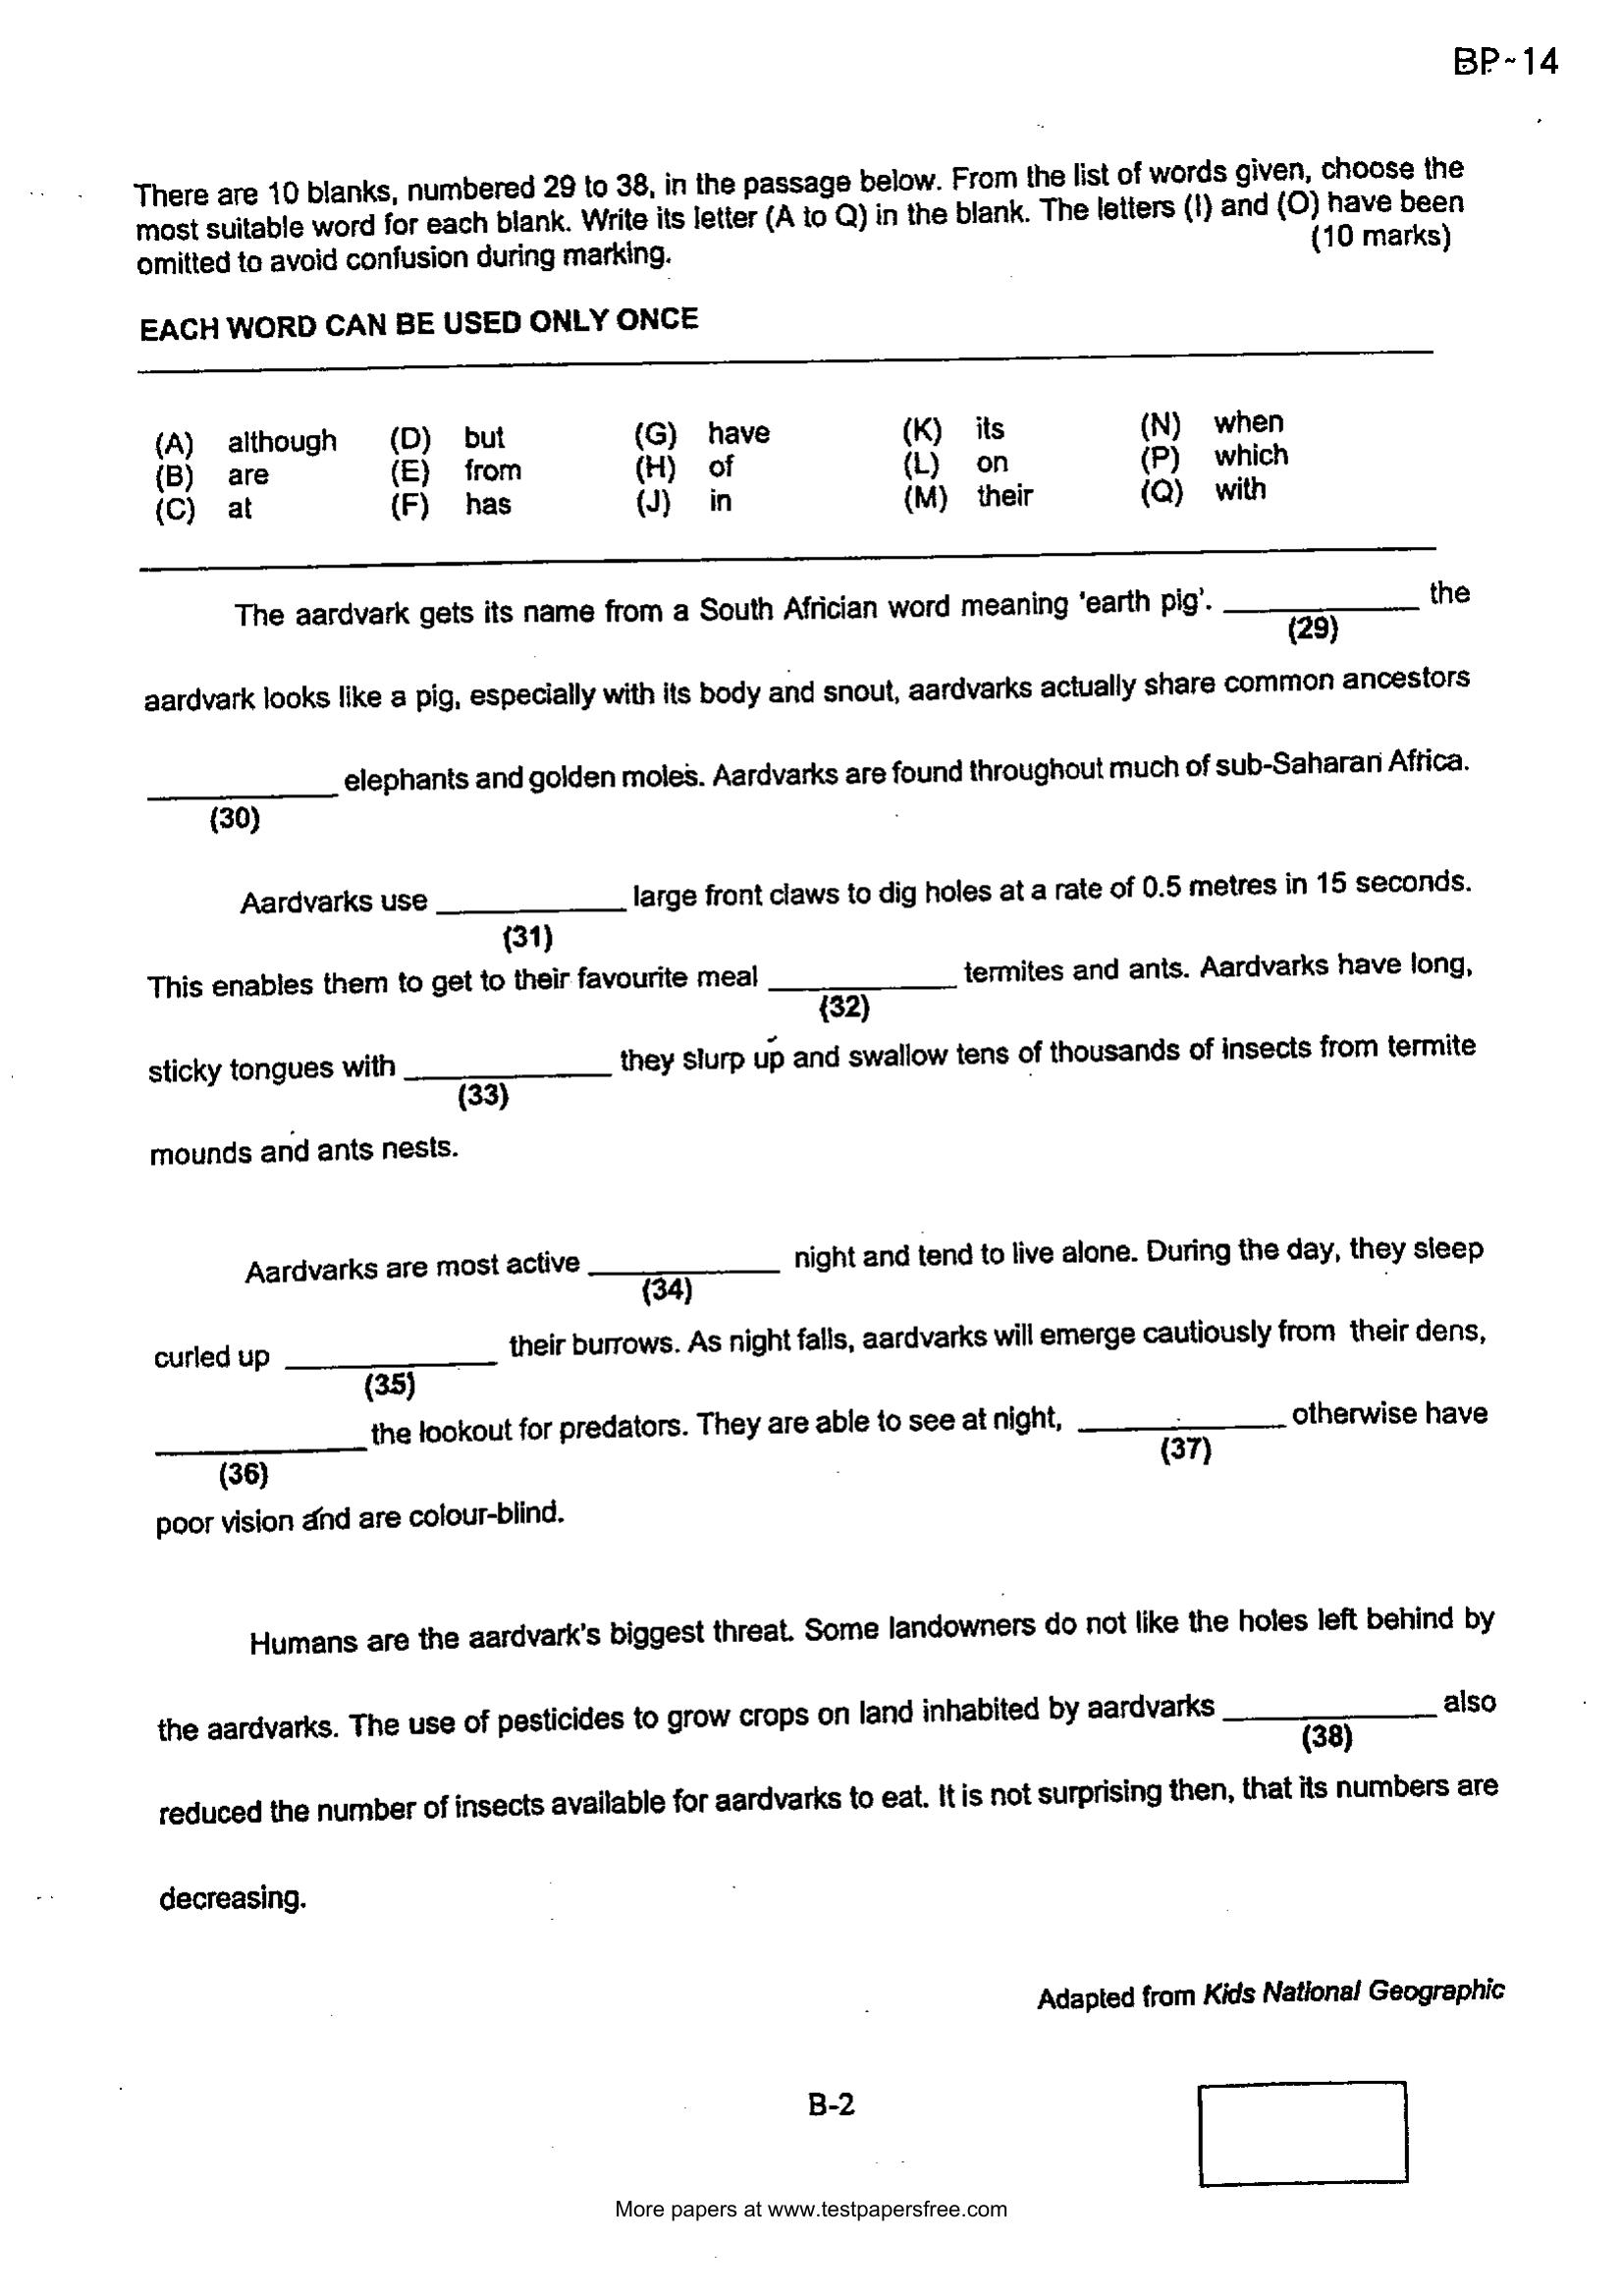 BP-14
There are 10 blanks, numbered 29 to 38, in the passage below. From the list of words given, choose the
most suitable word for each blank. Write its letter (A to Q) in the blank. The letters (I) and (O) have been
omitted to avoid confusion during marking. (10 marks)
EACH WORD CAN BE USED ONLY ONCE
(A) although (D) but (G) have (K) its (N) when
(B) are (E) from (H) of (L) on (P) which
(C) at (F) has (J) in (M) their (Q) with
The aardvark gets its name from a South Africian word meaning 'earth pig'. __________ the
(29)
aardvark looks like a pig, especially with its body and snout, aardvarks actually share common ancestors
__________ elephants and golden moles. Aardvarks are found throughout much of sub-Saharan Africa.
(30)
Aardvarks use __________ large front claws to dig holes at a rate of 0.5 metres in 15 seconds.
(31)
This enables them to get to their favourite meal __________ termites and ants. Aardvarks have long,
(32)
sticky tongues with __________ they slurp up and swallow tens of thousands of insects from termite
(33)
mounds and ants nests.
Aardvarks are most active __________ night and tend to live alone. During the day, they sleep
(34)
curled up __________ their burrows. As night falls, aardvarks will emerge cautiously from their dens,
(35)
__________ the lookout for predators. They are able to see at night, __________ otherwise have
(36) (37)
poor vision and are colour-blind.
Humans are the aardvark's biggest threat. Some landowners do not like the holes left behind by
the aardvarks. The use of pesticides to grow crops on land inhabited by aardvarks __________ also
(38)
reduced the number of insects available for aardvarks to eat. It is not surprising then, that its numbers are
decreasing.
Adapted from Kids National Geographic
B-2
More papers at www.testpapersfree.com